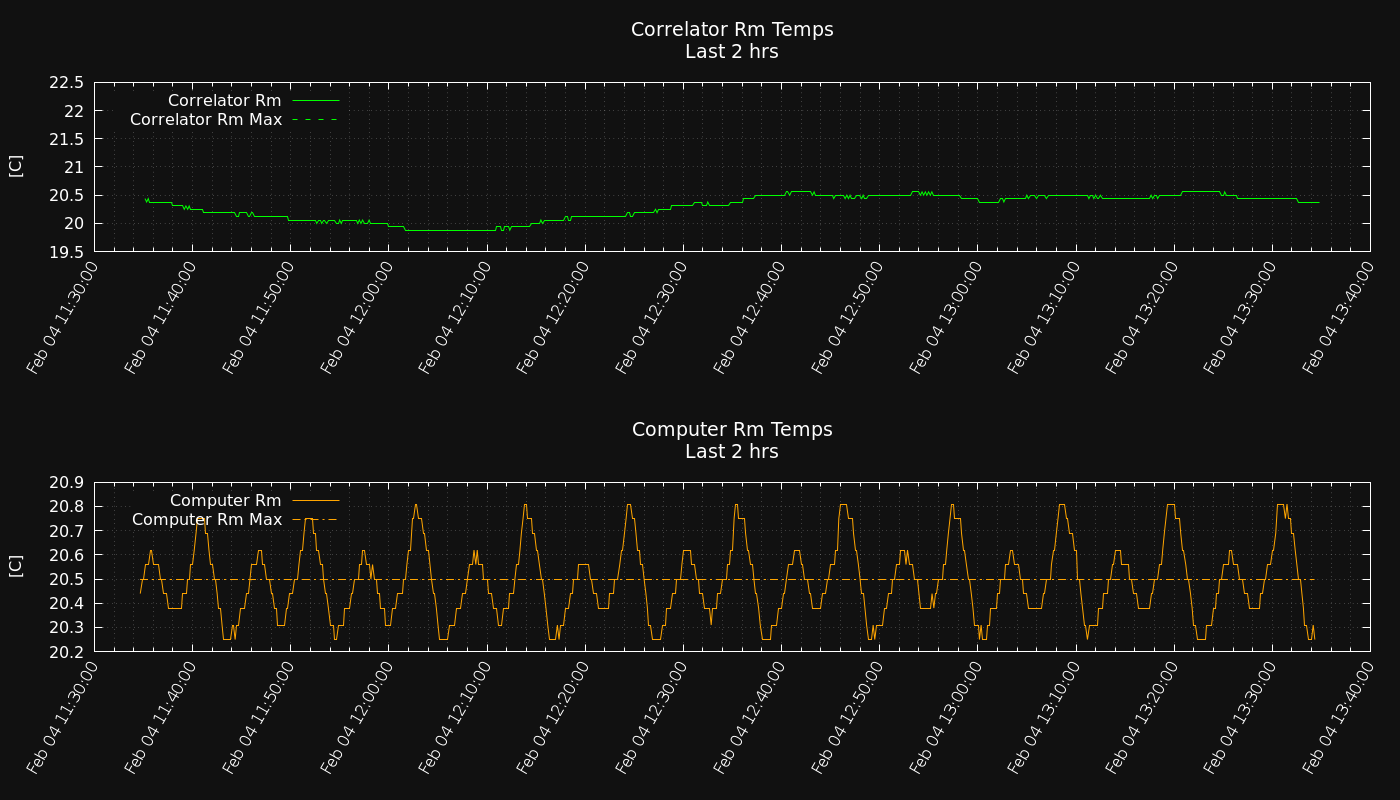 Correlator Rm Temps
Last 2 hrs
22.5
22
21.5
21
20.5
20
19.5
[C]
Correlator Rm
Correlator Rm Max
Feb 04 11:30:00
Feb 04 11:40:00
Feb 04 11:50:00
Feb 04 12:00:00
Feb 04 12:10:00
Feb 04 12:20:00
Feb 04 12:30:00
Feb 04 12:40:00
Feb 04 12:50:00
Feb 04 13:00:00
Feb 04 13:10:00
Feb 04 13:20:00
Feb 04 13:30:00
Feb 04 13:40:00
Computer Rm Temps
Last 2 hrs
20.9
20.8
20.7
20.6
20.5
20.4
20.3
20.2
[C]
Computer Rm
Computer Rm Max
Feb 04 11:30:00
Feb 04 11:40:00
Feb 04 11:50:00
Feb 04 12:00:00
Feb 04 12:10:00
Feb 04 12:20:00
Feb 04 12:30:00
Feb 04 12:40:00
Feb 04 12:50:00
Feb 04 13:00:00
Feb 04 13:10:00
Feb 04 13:20:00
Feb 04 13:30:00
Feb 04 13:40:00